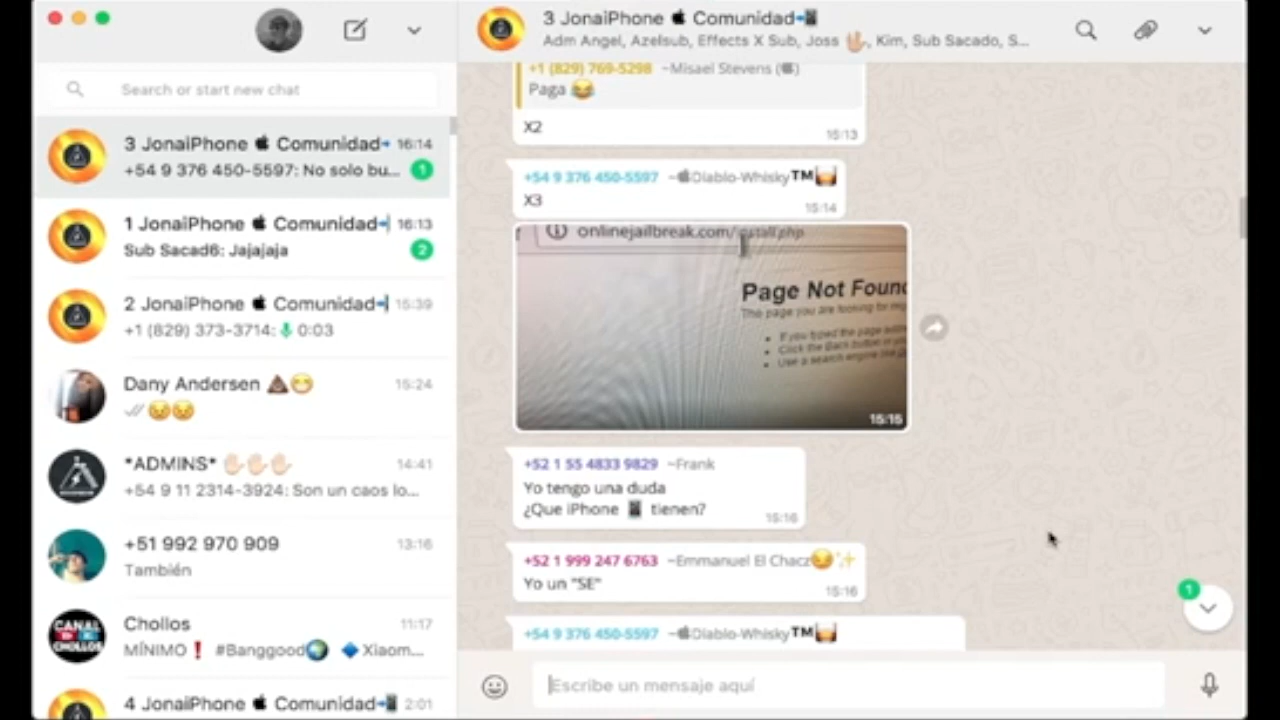 Search or start new chat
3 JonaiPhone Comunidad 16:14
+54 9 376 450-5597: No solo bu... 1
1 JonaiPhone Comunidad 16:13
Sub Sacad6: Jajajaja 2
2 JonaiPhone Comunidad 15:39
+1 (829) 373-3714: 0:03
Dany Andersen 💩😁 15:24
😣😣
*ADMINS* 🖐🏻🖐🏻🖐🏻 14:41
+54 9 11 2314-3924: Son un caos lo...
+51 992 970 909 13:16
También
CANAL
CHOLLOS
Chollos 11:17
MÍNIMO❗ #Banggood🌍 🔷Xiaom...
4 JonaiPhone Comunidad 2:01
3 JonaiPhone Comunidad📲
Adm Angel, Azelsub, Effects X Sub, Joss, Kim, Sub Sacado, S...
+1 (829) 769-5298 ~Misael Stevens ()
Paga 😂
X2
15:13
+54 9 376 450-5597 ~Diablo-Whisky™🥃
X3
15:14
onlinejailbreak.com/install.php
Page Not Foun
The page you are looking for
If you typed the page
Click the Back button
Use a search engine like
15:15
+52 1 55 4833 9829 ~Frank
Yo tengo una duda
¿Que iPhone 📱 tienen?
15:16
+52 1 999 247 6763 ~Emmanuel El Chacz
Yo un "SE"
15:16
+54 9 376 450-5597 ~Diablo-Whisky™🥃
1
Escribe un mensaje aquí